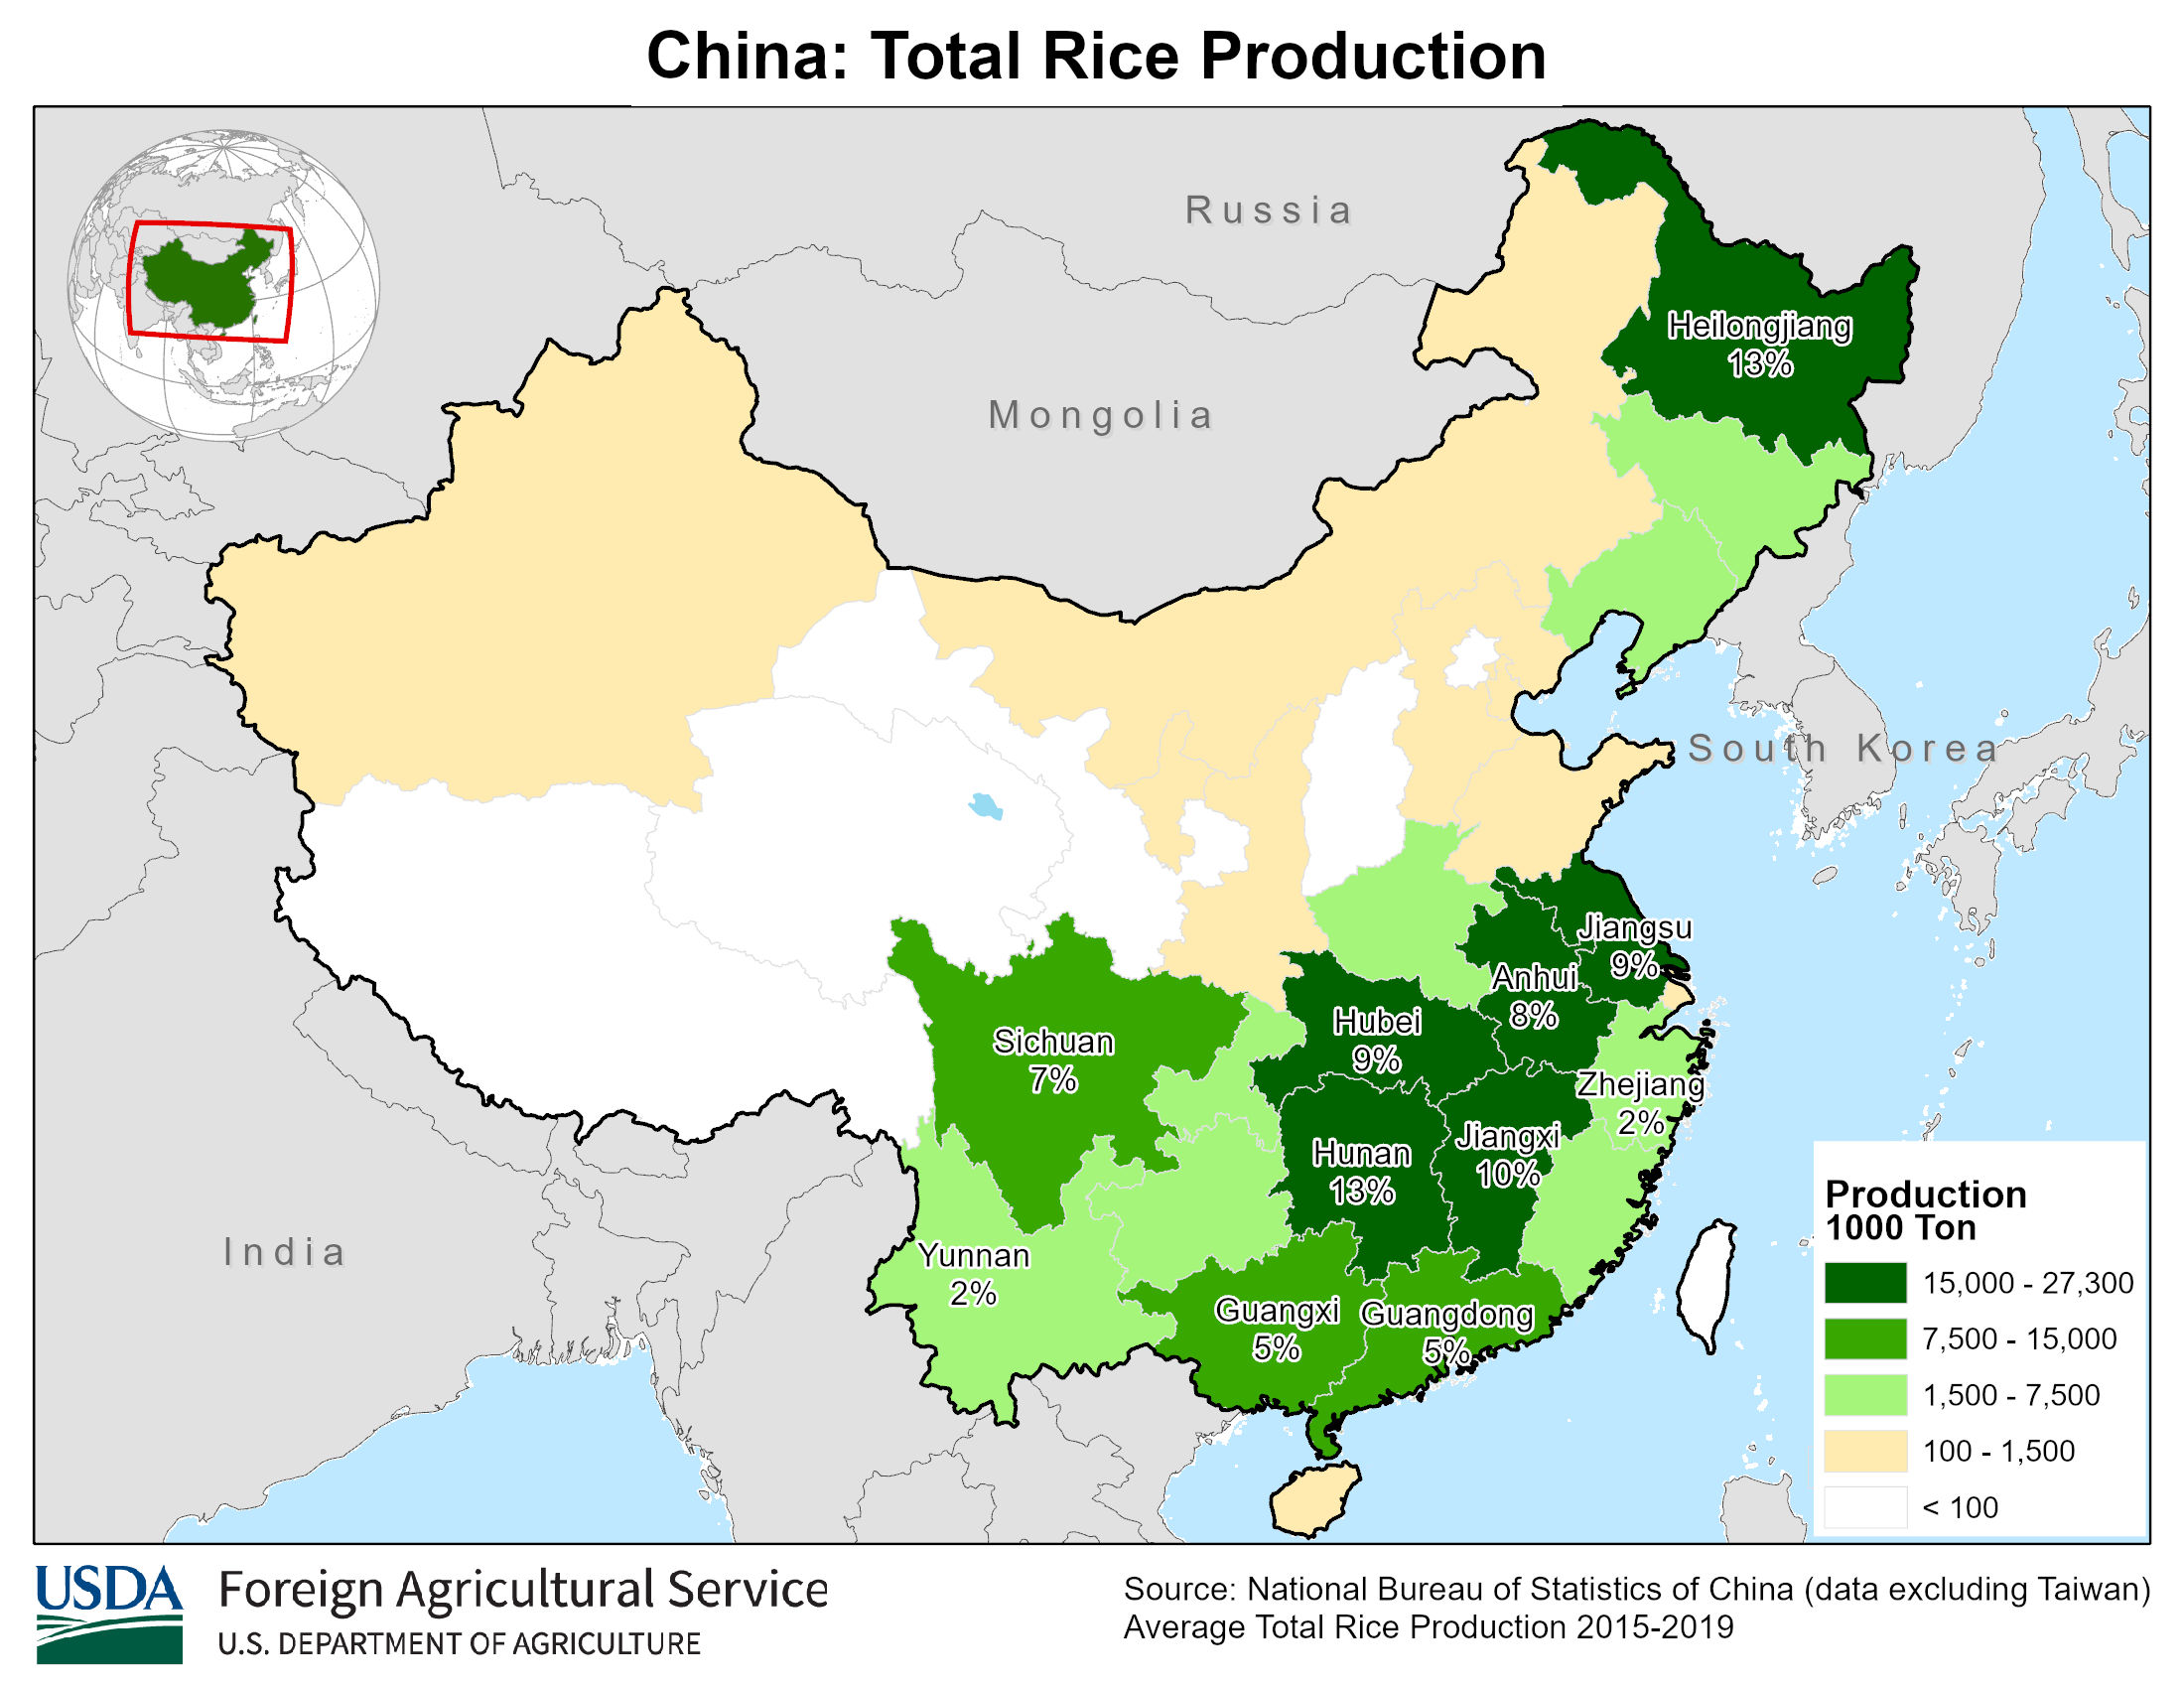 China: Total Rice Production
Russia
Mongolia
Heilongjiang
13%
South Korea
Jiangsu
9%
Anhui
8%
Hubei
9%
Sichuan
7%
Zhejiang
2%
Hunan
13%
Jiangxi
10%
India
Yunnan
2%
Guangxi
5%
Guangdong
5%
Production
1000 Ton
15,000 - 27,300
7,500 - 15,000
1,500 - 7,500
100 - 1,500
< 100
USDA
Foreign Agricultural Service
U.S. DEPARTMENT OF AGRICULTURE
Source: National Bureau of Statistics of China (data excluding Taiwan)
Average Total Rice Production 2015-2019